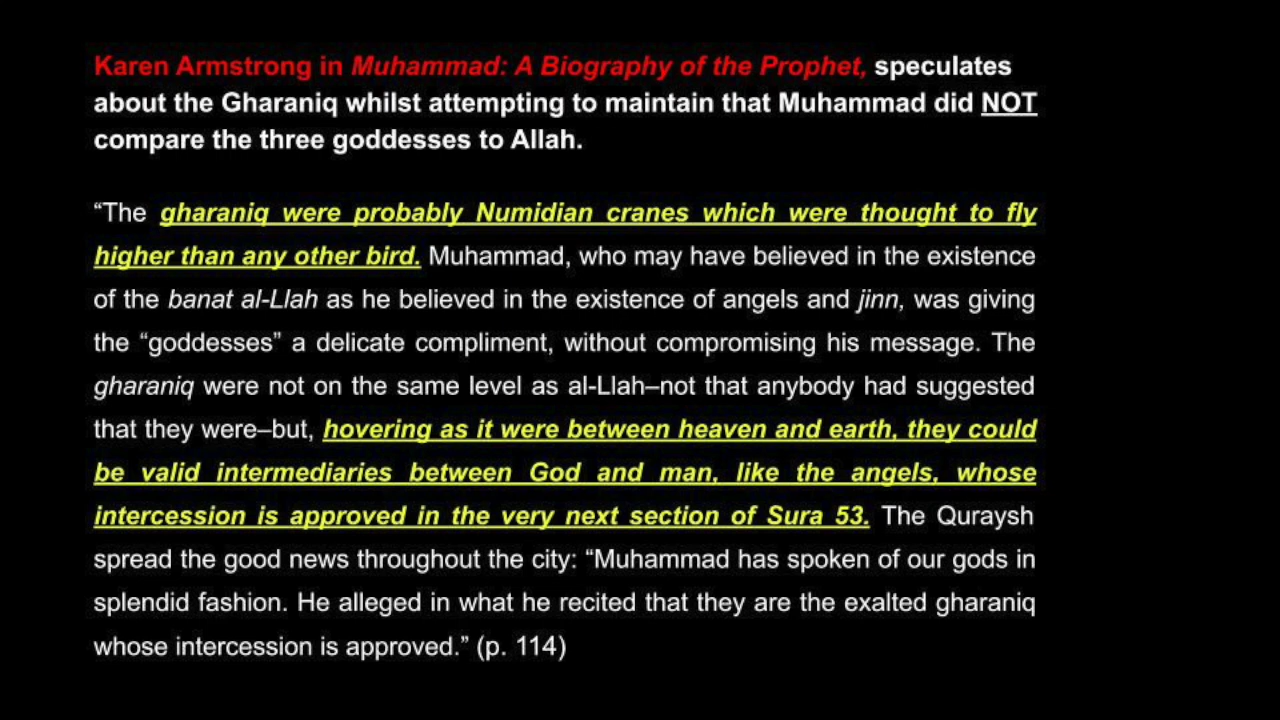 Karen Armstrong in Muhammad: A Biography of the Prophet, speculates
about the Gharaniq whilst attempting to maintain that Muhammad did NOT
compare the three goddesses to Allah.
“The gharaniq were probably Numidian cranes which were thought to fly
higher than any other bird. Muhammad, who may have believed in the existence
of the banat al-Llah as he believed in the existence of angels and jinn, was giving
the “goddesses” a delicate compliment, without compromising his message. The
gharaniq were not on the same level as al-Llah–not that anybody had suggested
that they were–but, hovering as it were between heaven and earth, they could
be valid intermediaries between God and man, like the angels, whose
intercession is approved in the very next section of Sura 53. The Quraysh
spread the good news throughout the city: “Muhammad has spoken of our gods in
splendid fashion. He alleged in what he recited that they are the exalted gharaniq
whose intercession is approved.” (p. 114)